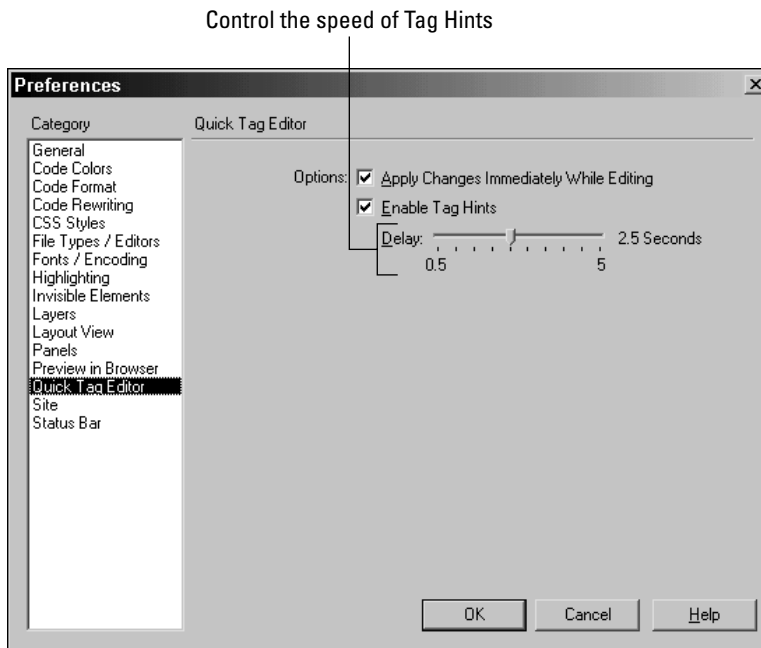 Control the speed of Tag Hints
Preferences
Category
Quick Tag Editor
General
Code Colors
Code Format
Code Rewriting
CSS Styles
File Types / Editors
Fonts / Encoding
Highlighting
Invisible Elements
Layers
Layout View
Panels
Preview in Browser
Quick Tag Editor
Site
Status Bar
Options: Apply Changes Immediately While Editing
Enable Tag Hints
Delay: 2.5 Seconds
0.5 5
OK Cancel Help